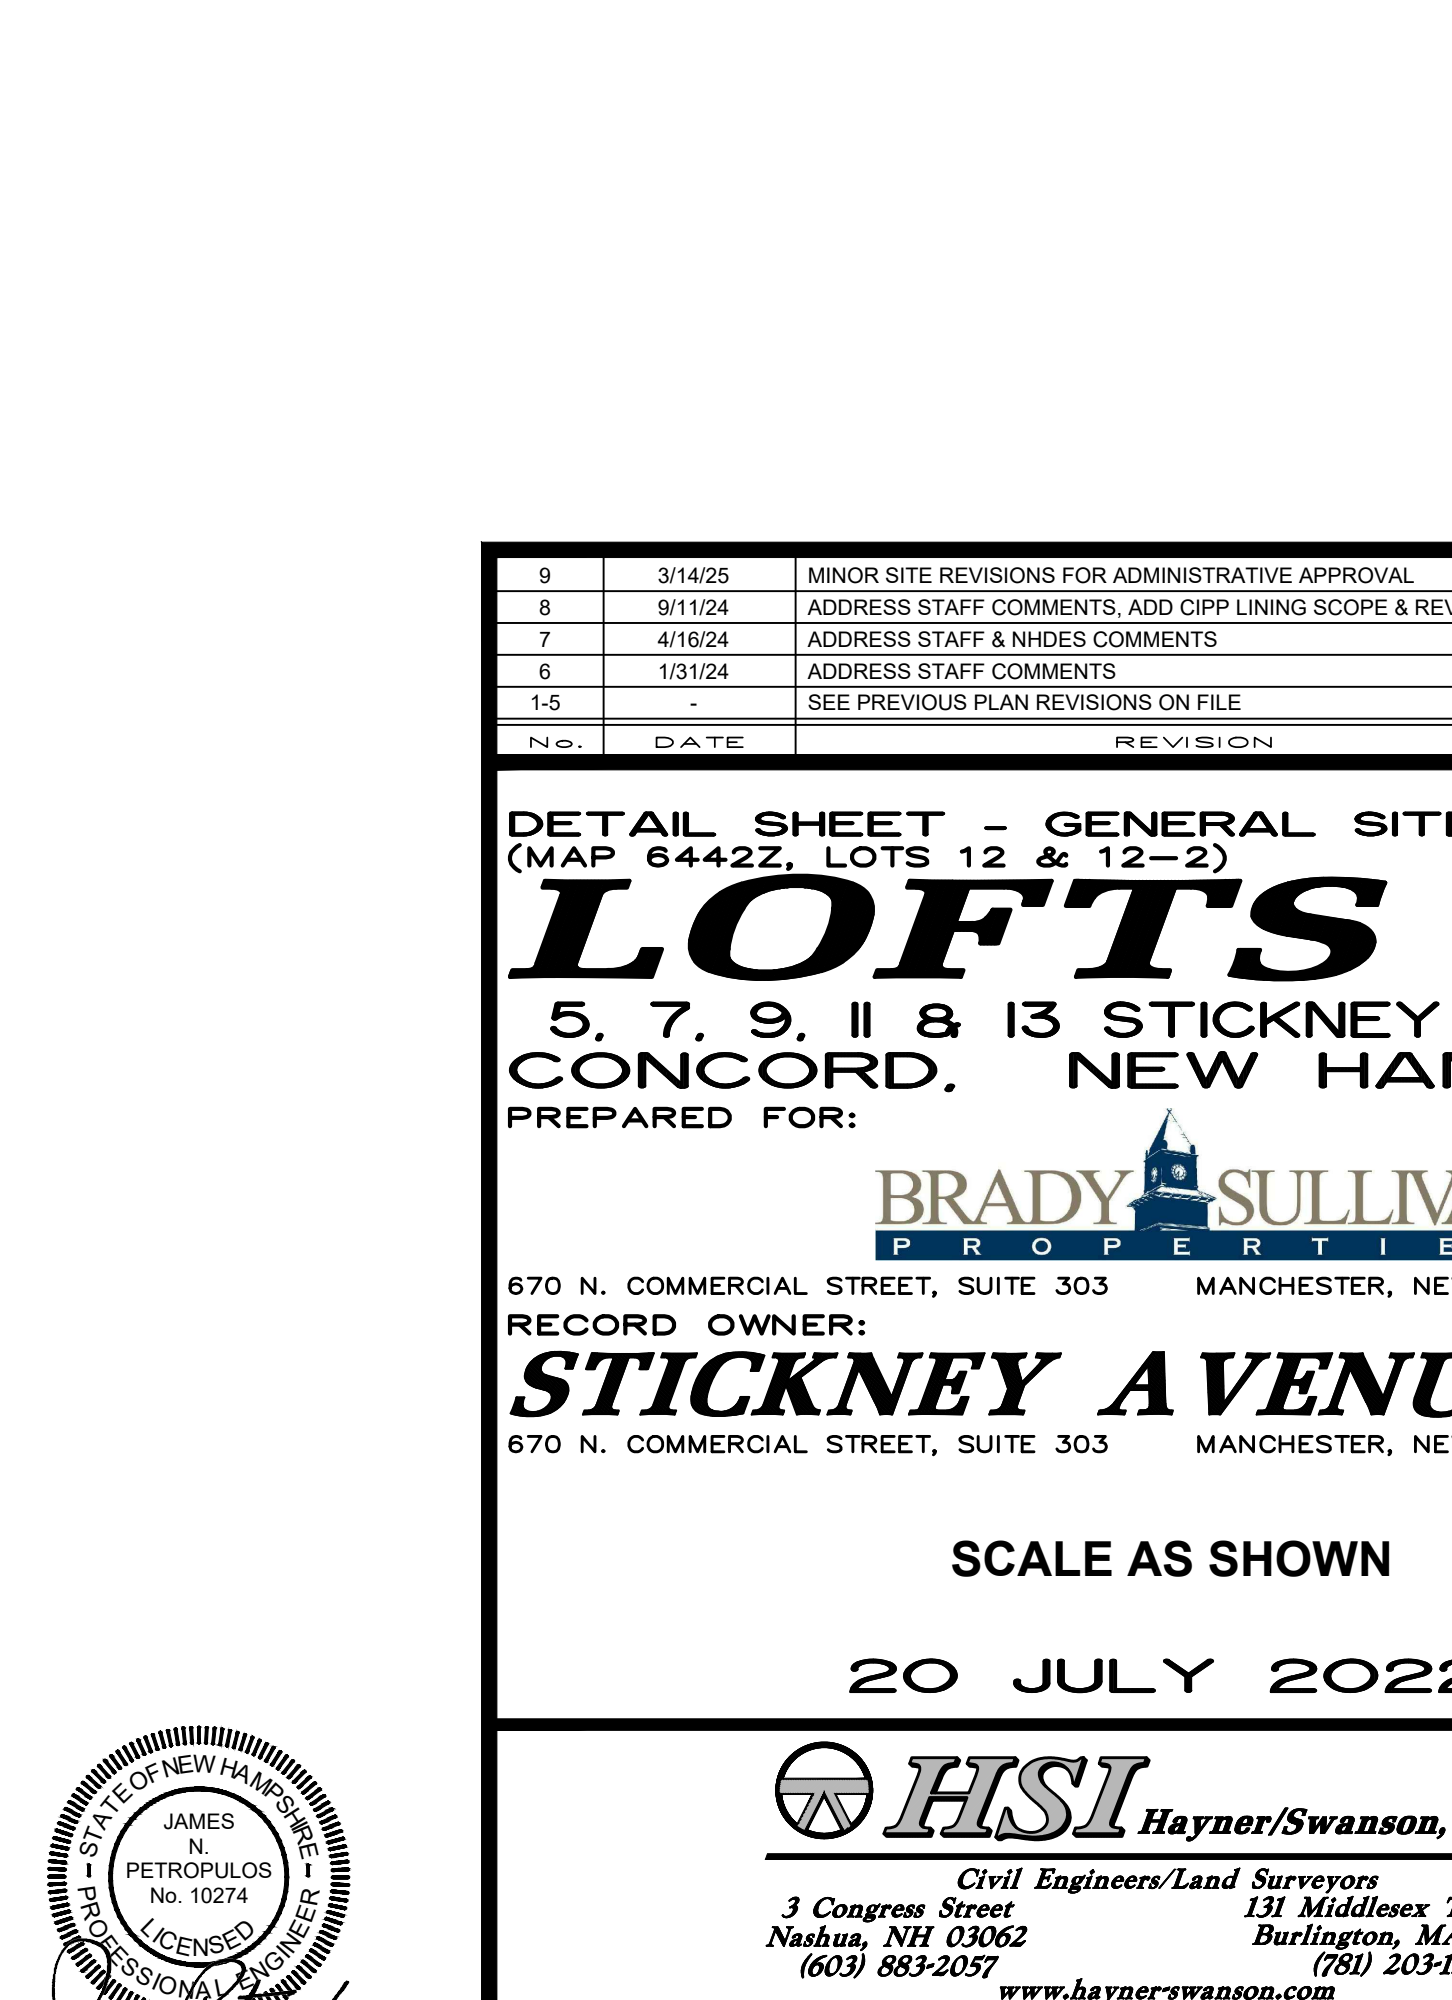 9 3/14/25 MINOR SITE REVISIONS FOR ADMINISTRATIVE APPROVAL
8 9/11/24 ADDRESS STAFF COMMENTS, ADD CIPP LINING SCOPE &
7 4/16/24 ADDRESS STAFF & NHDES COMMENTS
6 1/31/24 ADDRESS STAFF COMMENTS
1-5 - SEE PREVIOUS PLAN REVISIONS ON FILE
No. DATE REVISION
DETAIL SHEET - GENERAL
(MAP 6442Z, LOTS 12 & 12-2)
LOFTS
5, 7, 9, 11 & 13 STICKNEY
CONCORD, NEW
PREPARED FOR:
BRADY SULLIV
P R O P E R T I E
670 N. COMMERCIAL STREET, SUITE 303 MANCHESTER,
RECORD OWNER:
STICKNEY AVENU
670 N. COMMERCIAL STREET, SUITE 303 MANCHESTER,
SCALE AS SHOWN
20 JULY 2022
STATE OF NEW HAMPSHIRE
JAMES
N.
PETROPULOS
No. 10274
LICENSED
PROFESSIONAL ENGINEER
HSI Hayner/Swanson,
Civil Engineers/Land Surveyors
3 Congress Street 131 Middlesex
Nashua, NH 03062 Burlington, MA
(603) 883-2057 (781) 203-1
www.hayner-swanson.com